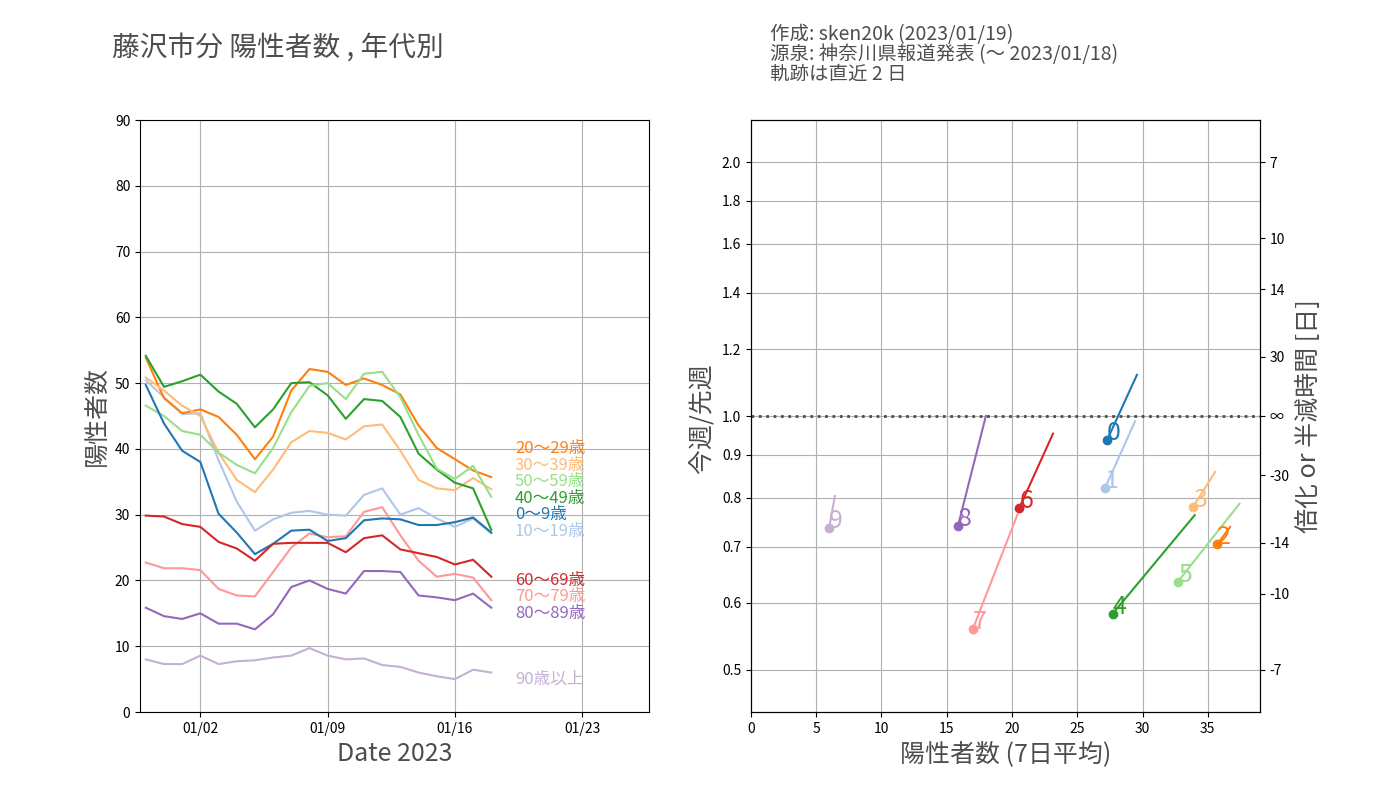 藤沢市分 陽性者数 , 年代別
作成: sken20k (2023/01/19)
源泉: 神奈川県報道発表 (〜 2023/01/18)
軌跡は直近 2 日
陽性者数
90
80
70
60
50
40
30
20
10
0
01/02
01/09
01/16
01/23
Date 2023
20〜29歳
30〜39歳
50〜59歳
40〜49歳
0〜9歳
10〜19歳
60〜69歳
70〜79歳
80〜89歳
90歳以上
今週/先週
2.0
1.8
1.6
1.4
1.2
1.0
0.9
0.8
0.7
0.6
0.5
0
5
10
15
20
25
30
35
陽性者数 (7日平均)
0
1
3
2
5
4
6
7
8
9
7
10
14
30
∞
-30
-14
-10
-7
倍化 or 半減時間 [日]